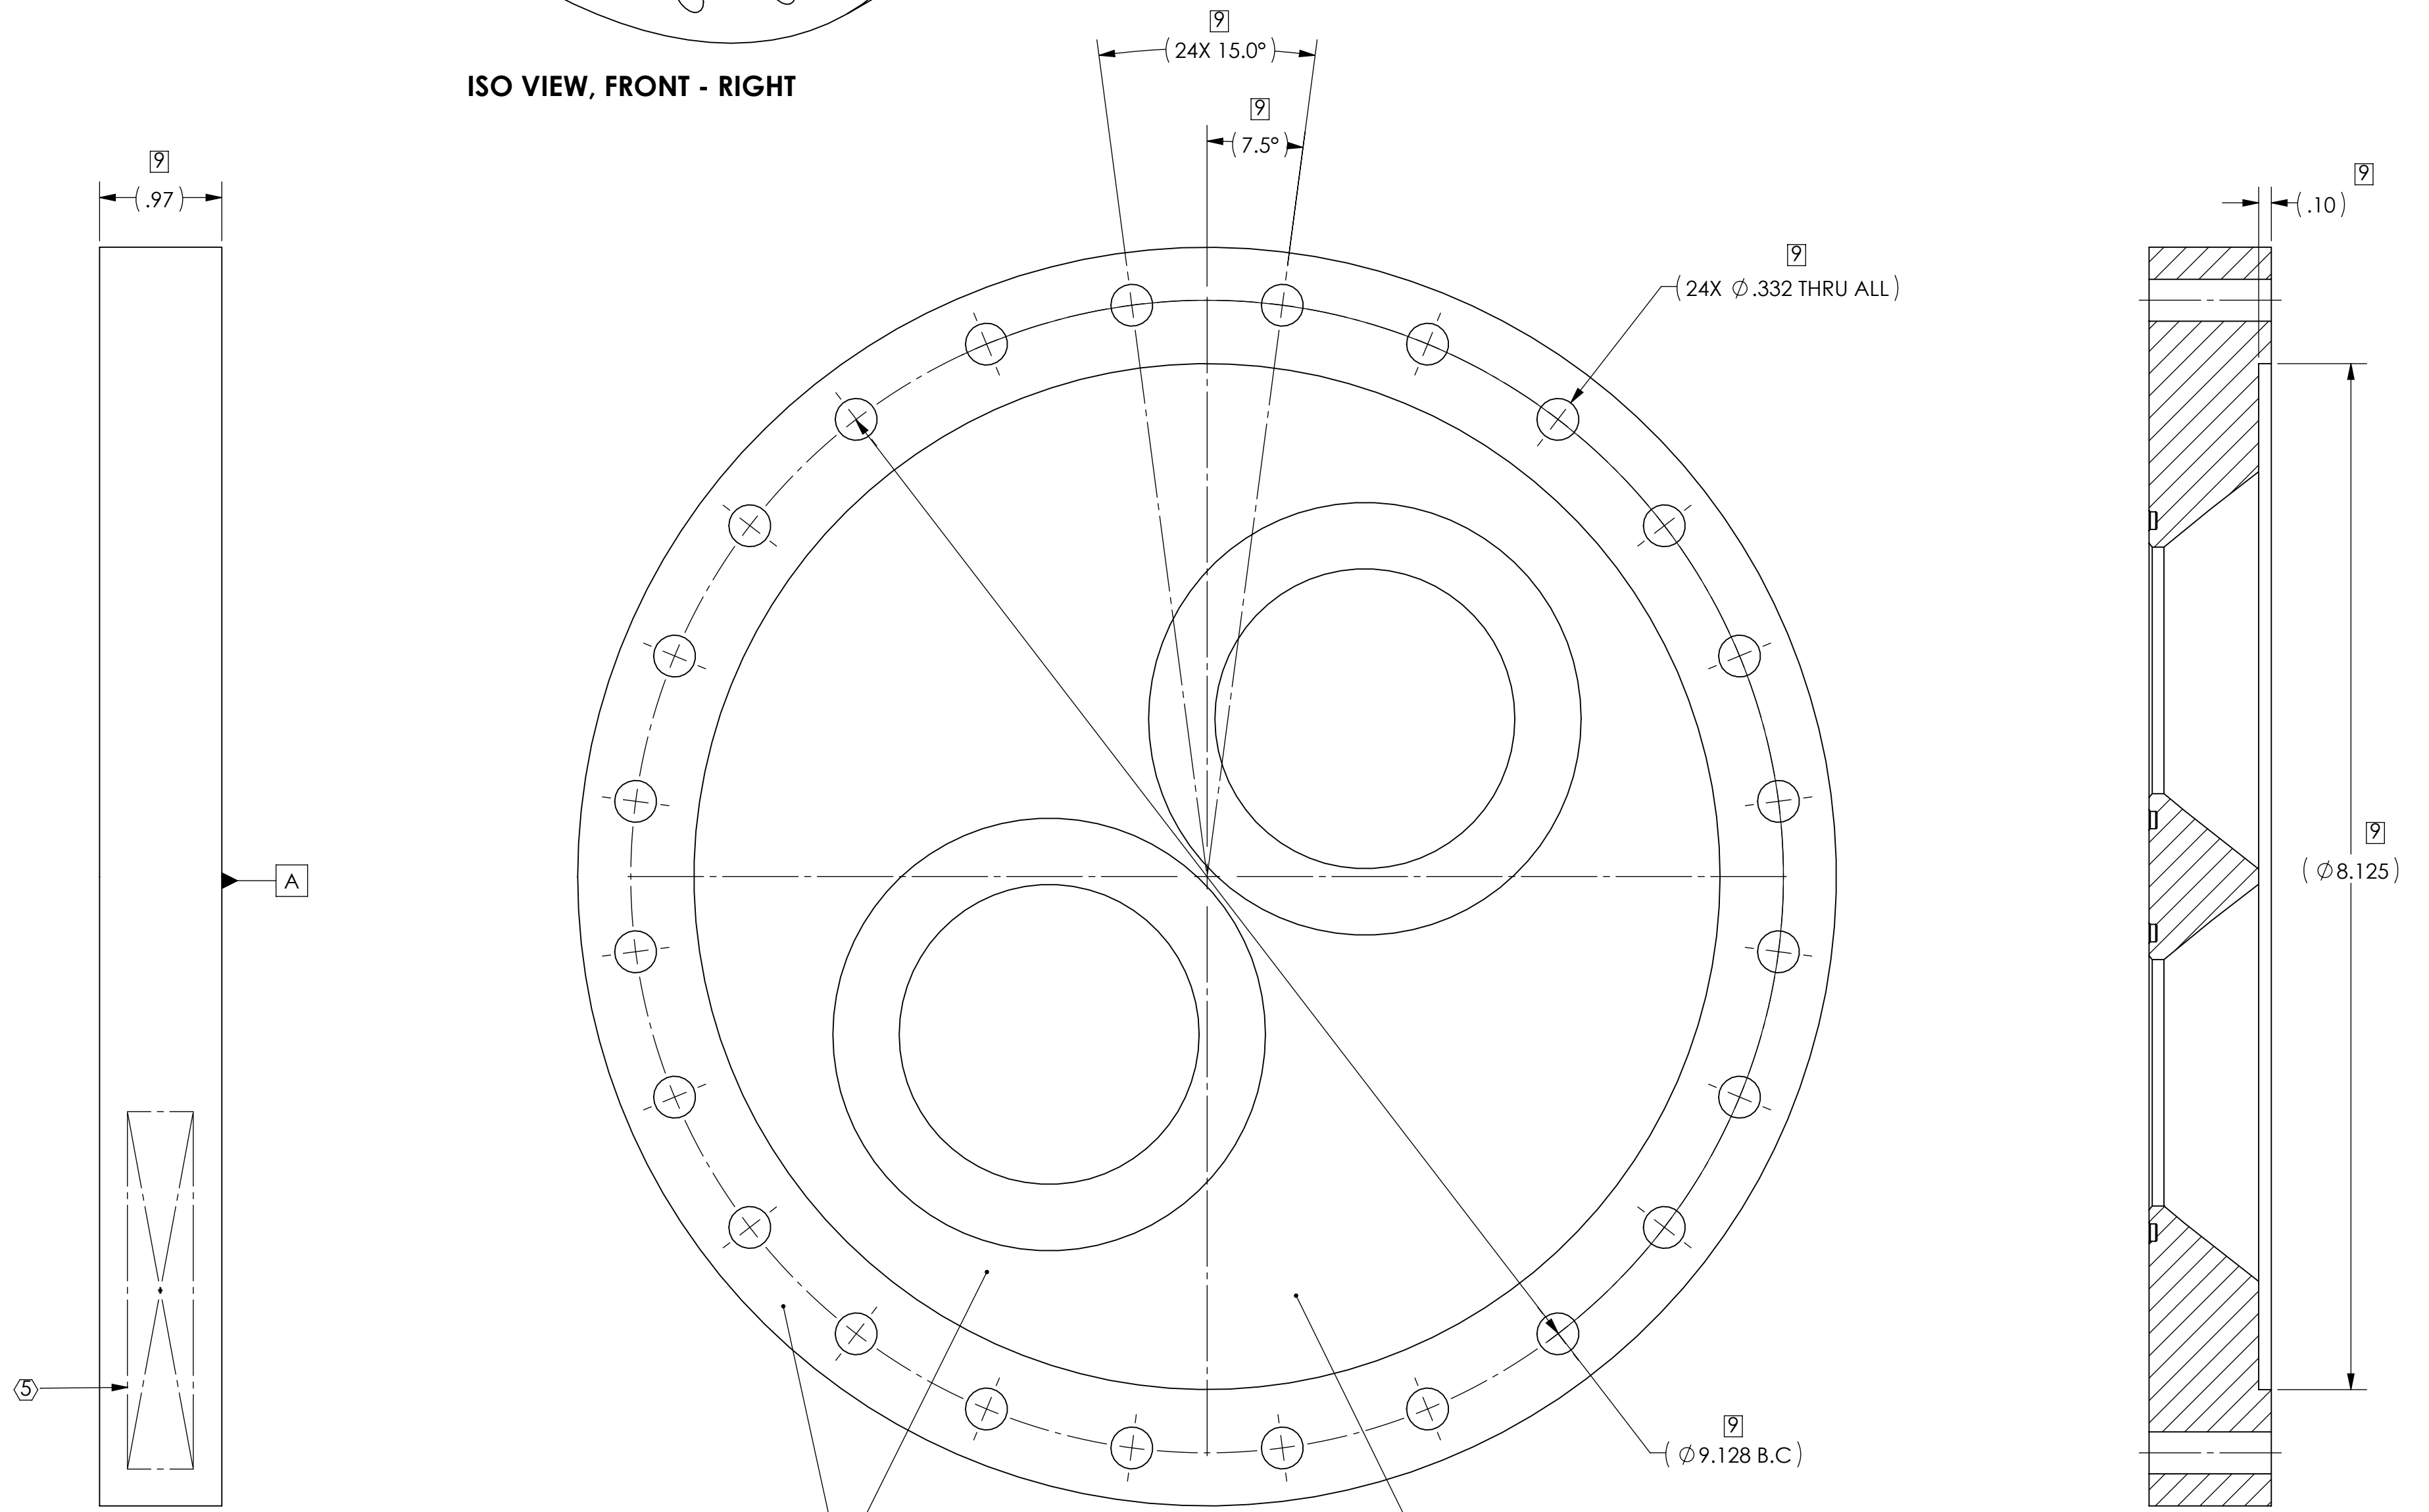 9
(24X 15.0°)
ISO VIEW, FRONT - RIGHT
9
(7.5°)
9
(.97)
9
(.10)
9
(24X ∅.332 THRU ALL)
9
(∅8.125)
A
5
9
(∅9.128 B.C)